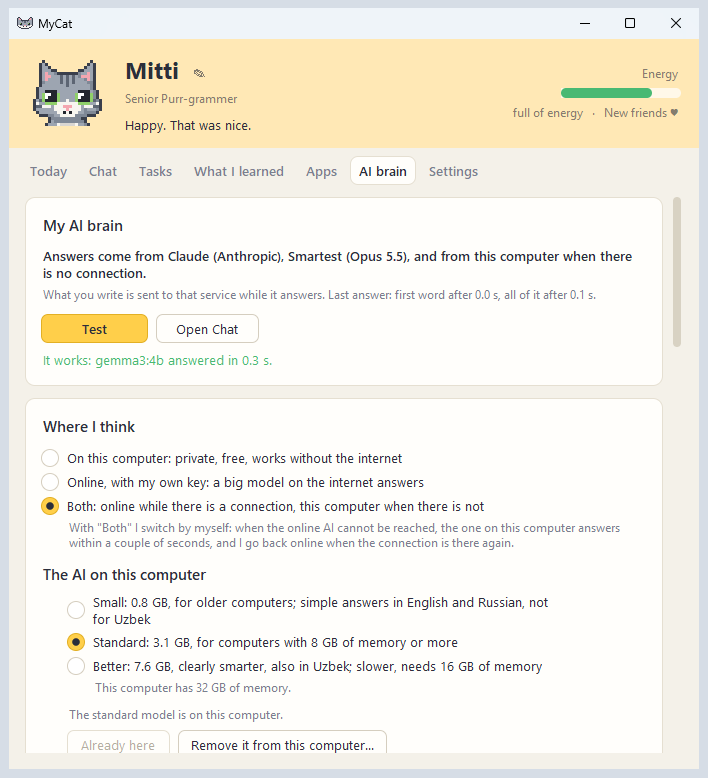 MyCat
Mitti ✎
Senior Purr-grammer
Happy. That was nice.
Energy
full of energy · New friends ♥
Today Chat Tasks What I learned Apps AI brain Settings
My AI brain
Answers come from Claude (Anthropic), Smartest (Opus 5.5), and from this computer when there
is no connection.
What you write is sent to that service while it answers. Last answer: first word after 0.0 s, all of it after 0.1 s.
Test Open Chat
It works: gemma3:4b answered in 0.3 s.
Where I think
On this computer: private, free, works without the internet
Online, with my own key: a big model on the internet answers
Both: online while there is a connection, this computer when there is not
With "Both" I switch by myself: when the online AI cannot be reached, the one on this computer answers
within a couple of seconds, and I go back online when the connection is there again.
The AI on this computer
Small: 0.8 GB, for older computers; simple answers in English and Russian, not
for Uzbek
Standard: 3.1 GB, for computers with 8 GB of memory or more
Better: 7.6 GB, clearly smarter, also in Uzbek; slower, needs 16 GB of memory
This computer has 32 GB of memory.
The standard model is on this computer.
Already here Remove it from this computer...